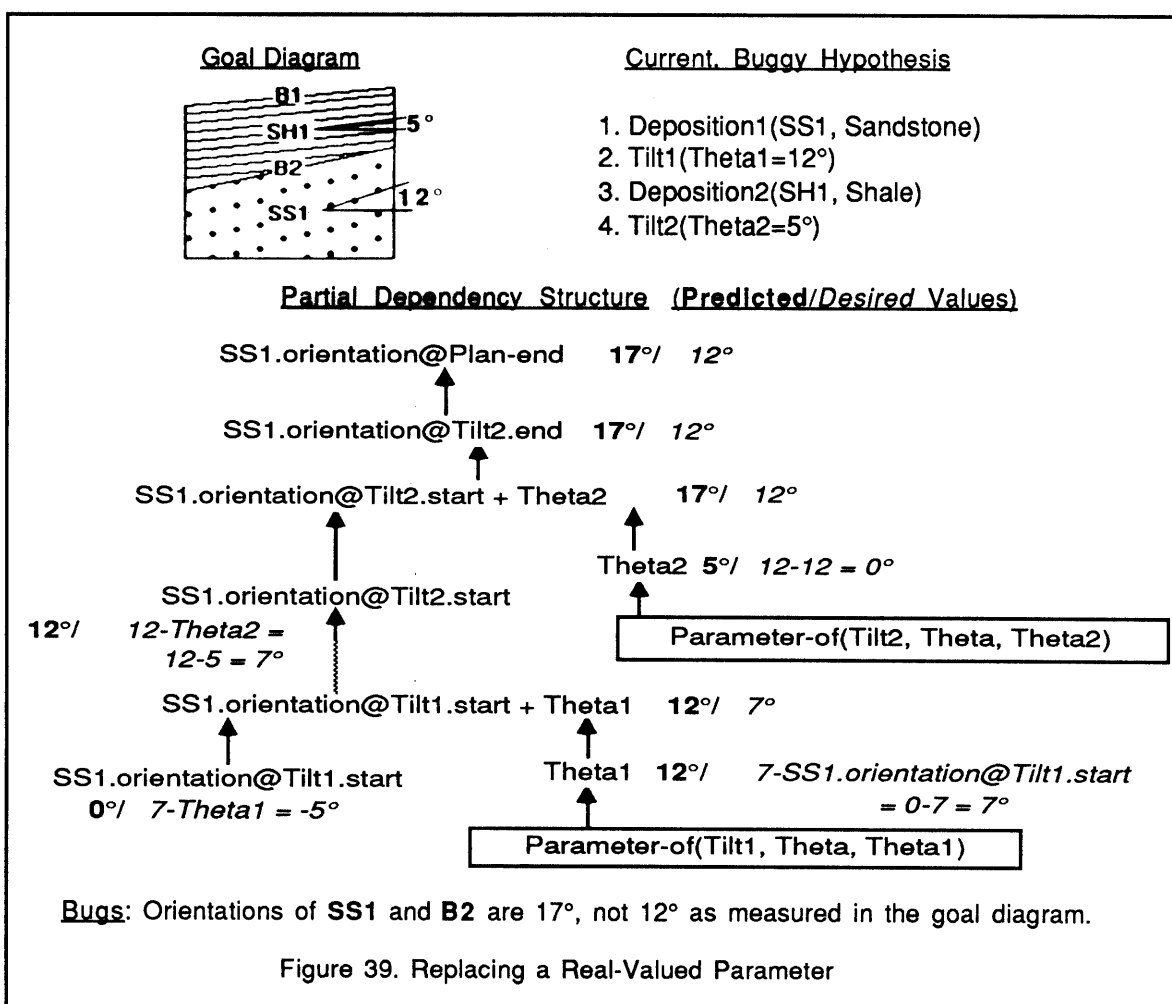 Goal Diagram
B1
SH1
5°
B2
SS1
12°
Current, Buggy Hypothesis
1. Deposition1(SS1, Sandstone)
2. Tilt1(Theta1=12°)
3. Deposition2(SH1, Shale)
4. Tilt2(Theta2=5°)
Partial Dependency Structure (Predicted/Desired Values)
SS1.orientation@Plan-end 17°/ 12°
SS1.orientation@Tilt2.end 17°/ 12°
SS1.orientation@Tilt2.start + Theta2 17°/ 12°
Theta2 5°/ 12-12 = 0°
Parameter-of(Tilt2, Theta, Theta2)
SS1.orientation@Tilt2.start
12°/ 12-Theta2 =
12-5 = 7°
SS1.orientation@Tilt1.start + Theta1 12°/ 7°
SS1.orientation@Tilt1.start
0°/ 7-Theta1 = -5°
Theta1 12°/ 7-SS1.orientation@Tilt1.start
= 0-7 = 7°
Parameter-of(Tilt1, Theta, Theta1)
Bugs: Orientations of SS1 and B2 are 17°, not 12° as measured in the goal diagram.
Figure 39. Replacing a Real-Valued Parameter